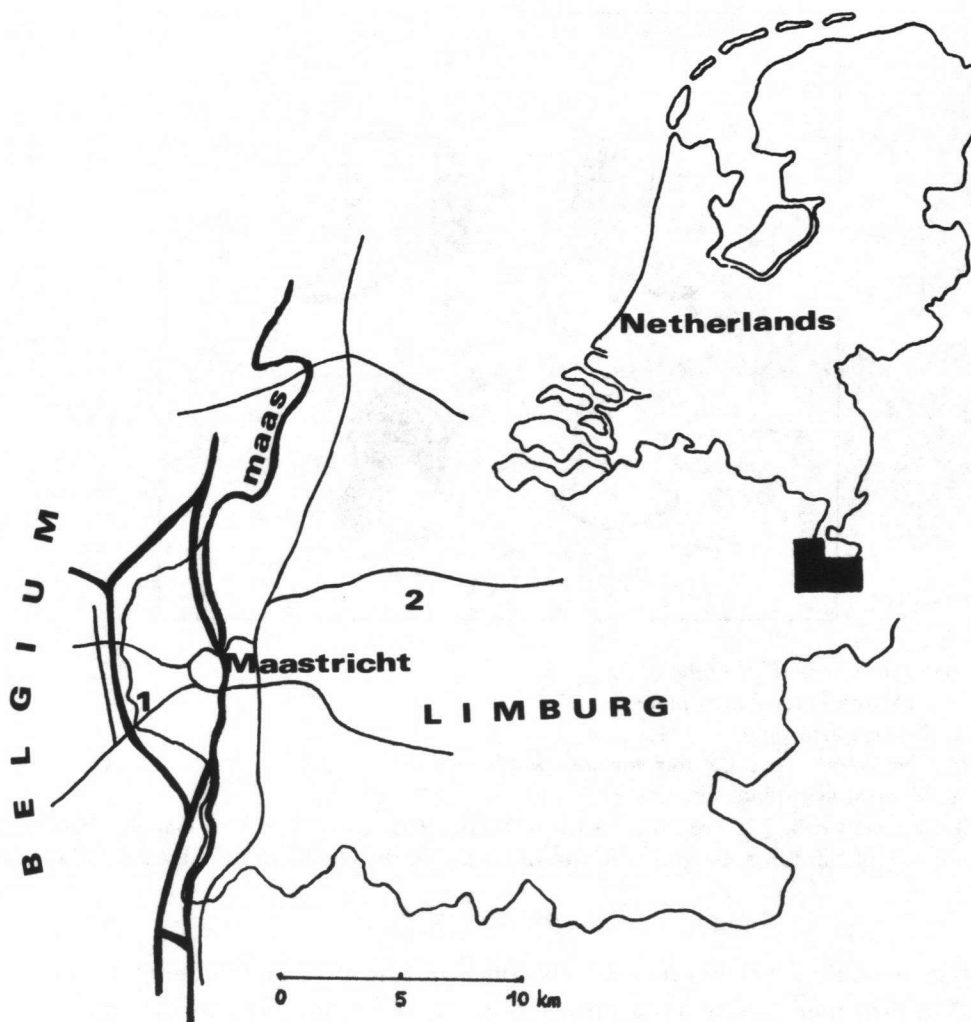 Netherlands
maas
BELGIUM
2
Maastricht
1
LIMBURG
0 5 10 km